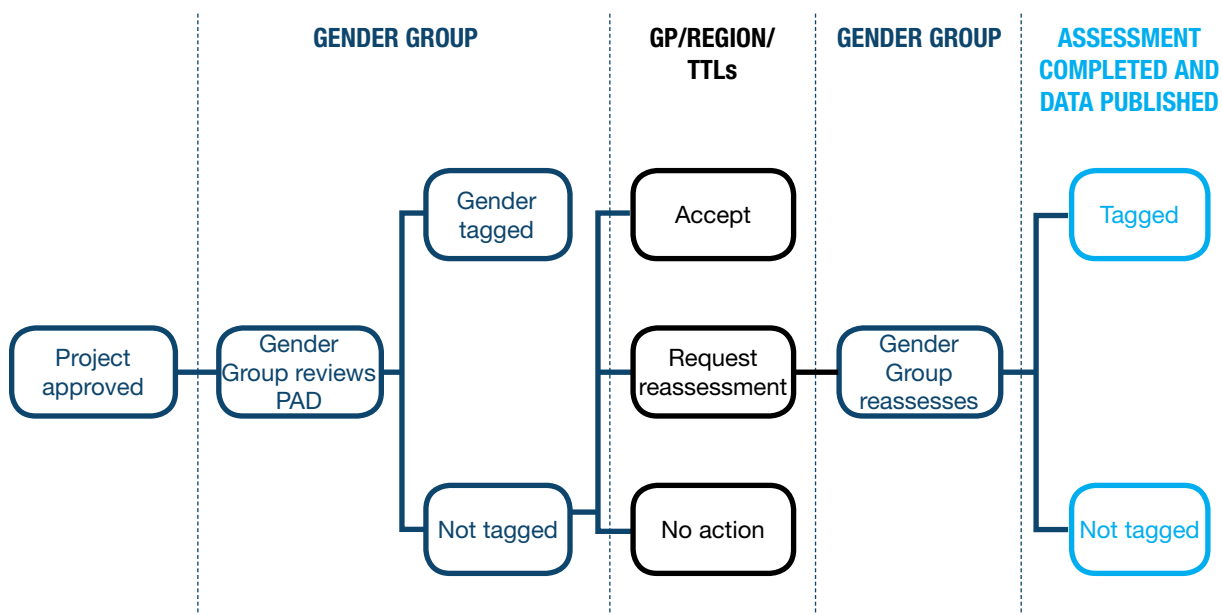 GENDER GROUP
GP/REGION/
TTLs
GENDER GROUP
ASSESSMENT
COMPLETED AND
DATA PUBLISHED
Project
approved
Gender
Group reviews
PAD
Gender
tagged
Not tagged
Accept
Request
reassessment
No action
Gender
Group
reassesses
Tagged
Not tagged